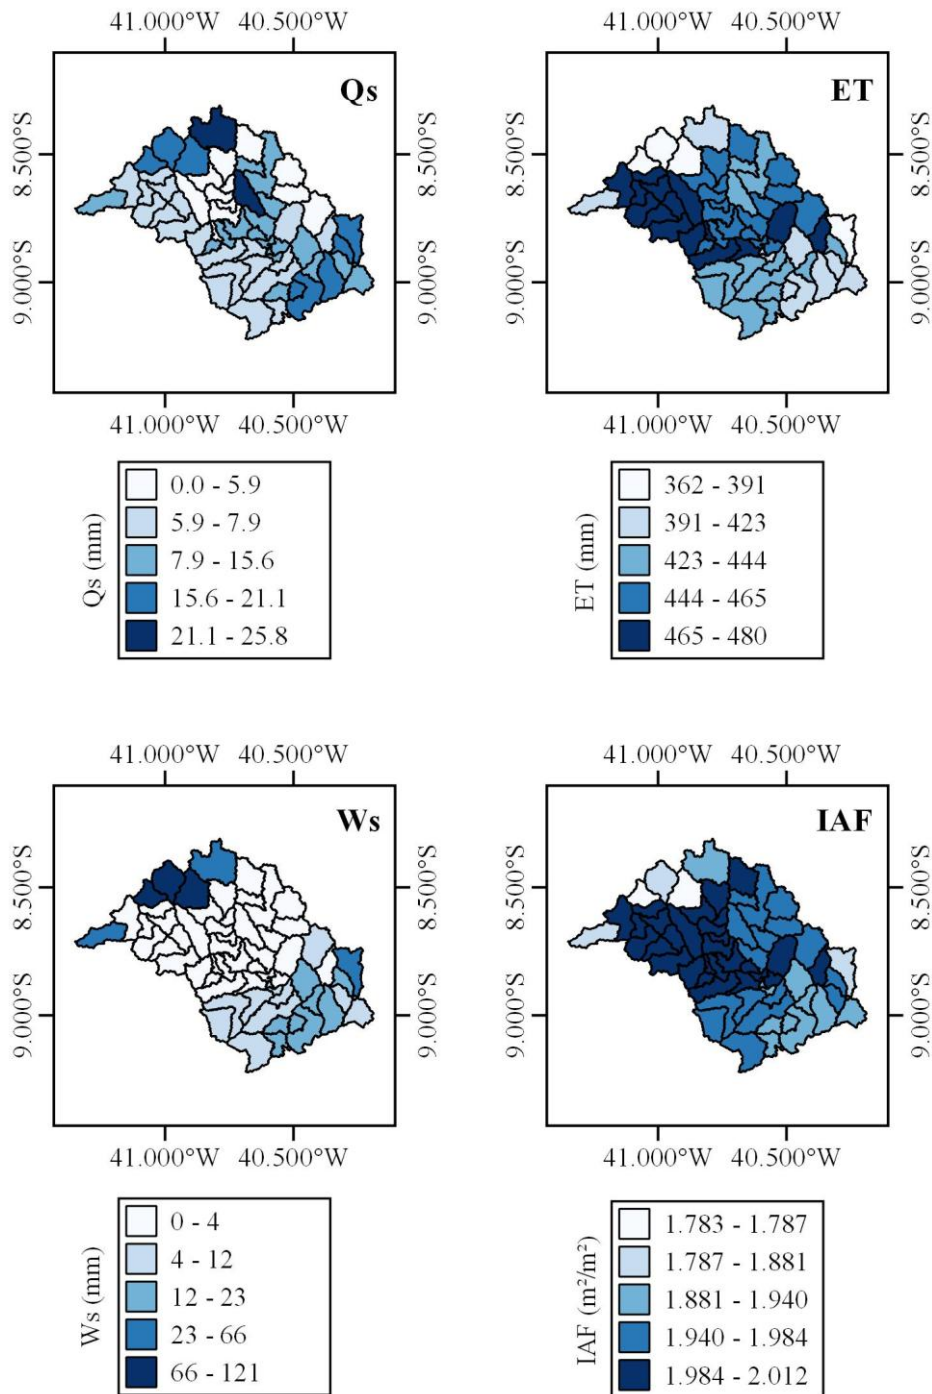 41.000°W 40.500°W 41.000°W 40.500°W
Qs ET
8.500°S 8.500°S 8.500°S 8.500°S
9.000°S 9.000°S 9.000°S 9.000°S
41.000°W 40.500°W 41.000°W 40.500°W
Qs (mm)
0.0 - 5.9
5.9 - 7.9
7.9 - 15.6
15.6 - 21.1
21.1 - 25.8
ET (mm)
362 - 391
391 - 423
423 - 444
444 - 465
465 - 480
41.000°W 40.500°W 41.000°W 40.500°W
Ws IAF
8.500°S 8.500°S 8.500°S 8.500°S
9.000°S 9.000°S 9.000°S 9.000°S
41.000°W 40.500°W 41.000°W 40.500°W
Ws (mm)
0 - 4
4 - 12
12 - 23
23 - 66
66 - 121
IAF (m²/m²)
1.783 - 1.787
1.787 - 1.881
1.881 - 1.940
1.940 - 1.984
1.984 - 2.012